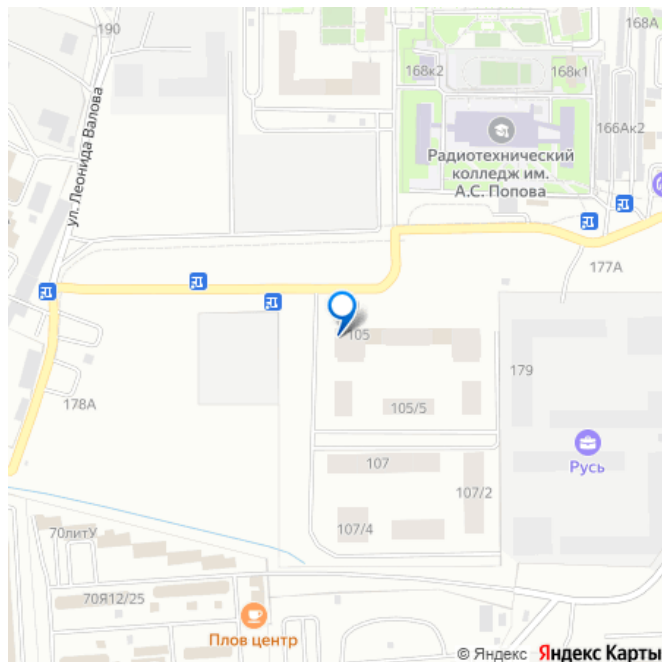 190
168А
168к2
168к1
166Ак2
ул. Леонида Валова
Радиотехнический
колледж им.
А.С. Попова
177А
105
179
178А
105/5
107
Русь
107/2
107/4
70литУ
70Я12/25
Плов центр
© Яндекс Яндекс Карты